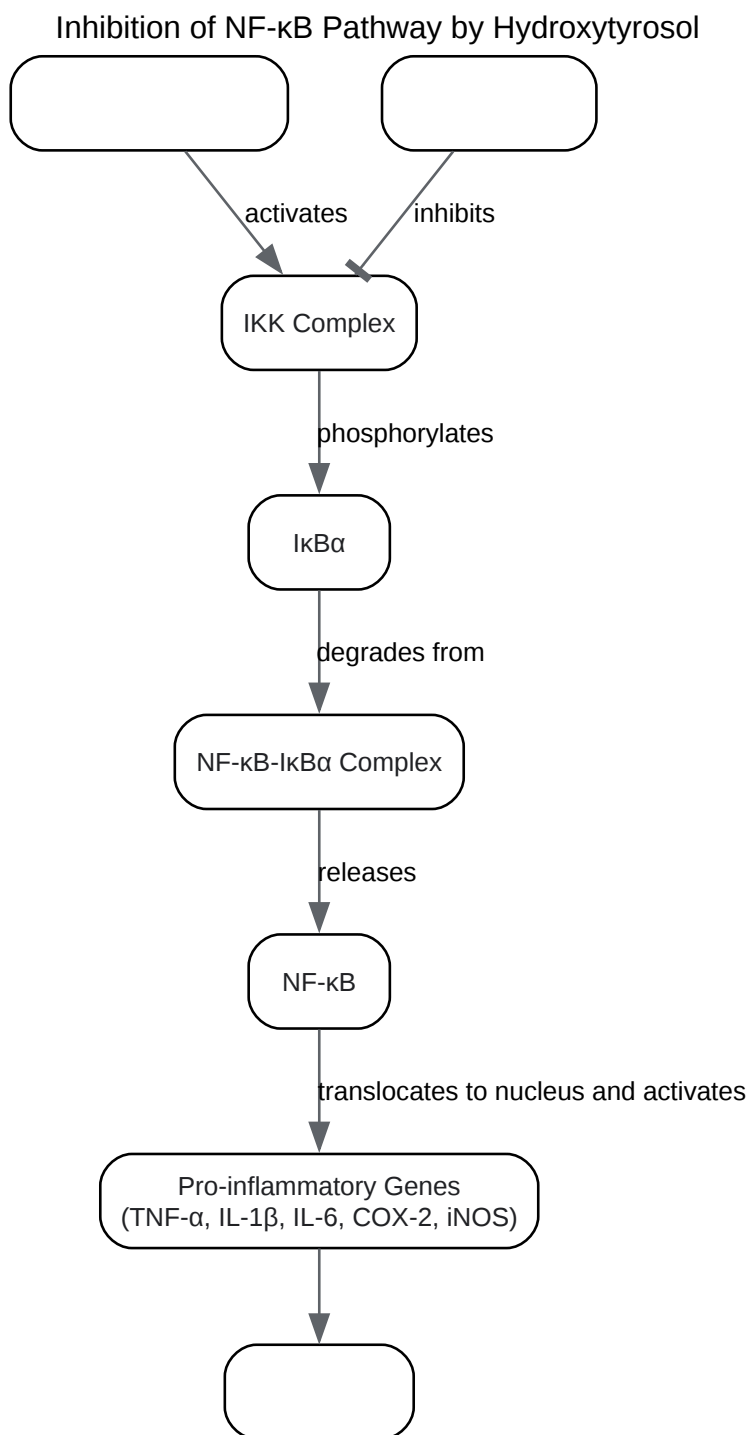 Inhibition of NF-κB Pathway by Hydroxytyrosol
activates
inhibits
IKK Complex
phosphorylates
IκBα
degrades from
NF-κB-IκBα Complex
releases
NF-κB
translocates to nucleus and activates
Pro-inflammatory Genes
(TNF-α, IL-1β, IL-6, COX-2, iNOS)